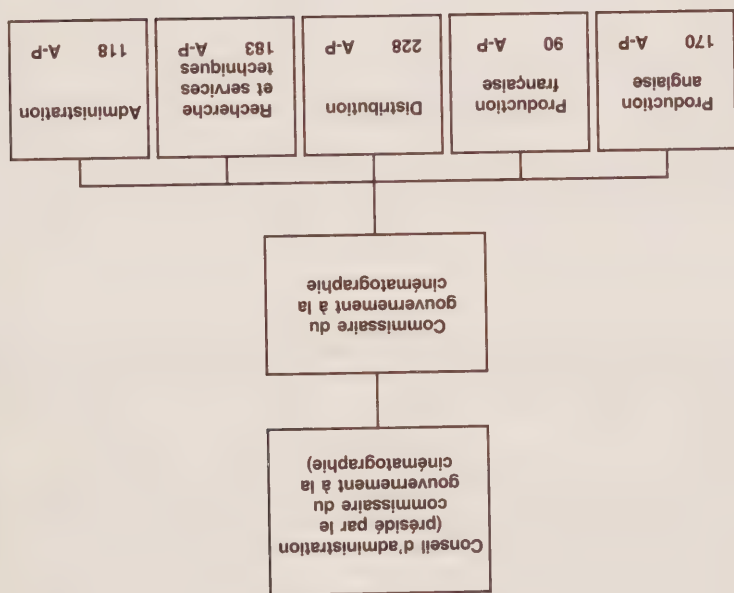 Conseil d'administration
(présidé par le
commissaire du
gouvernement à la
cinématographie)
Commissaire du
gouvernement à la
cinématographie
Production
anglaise
170 A-P
Production
française
90 A-P
Distribution
228 A-P
Recherche
et services
techniques
183 A-P
Administration
118 A-P